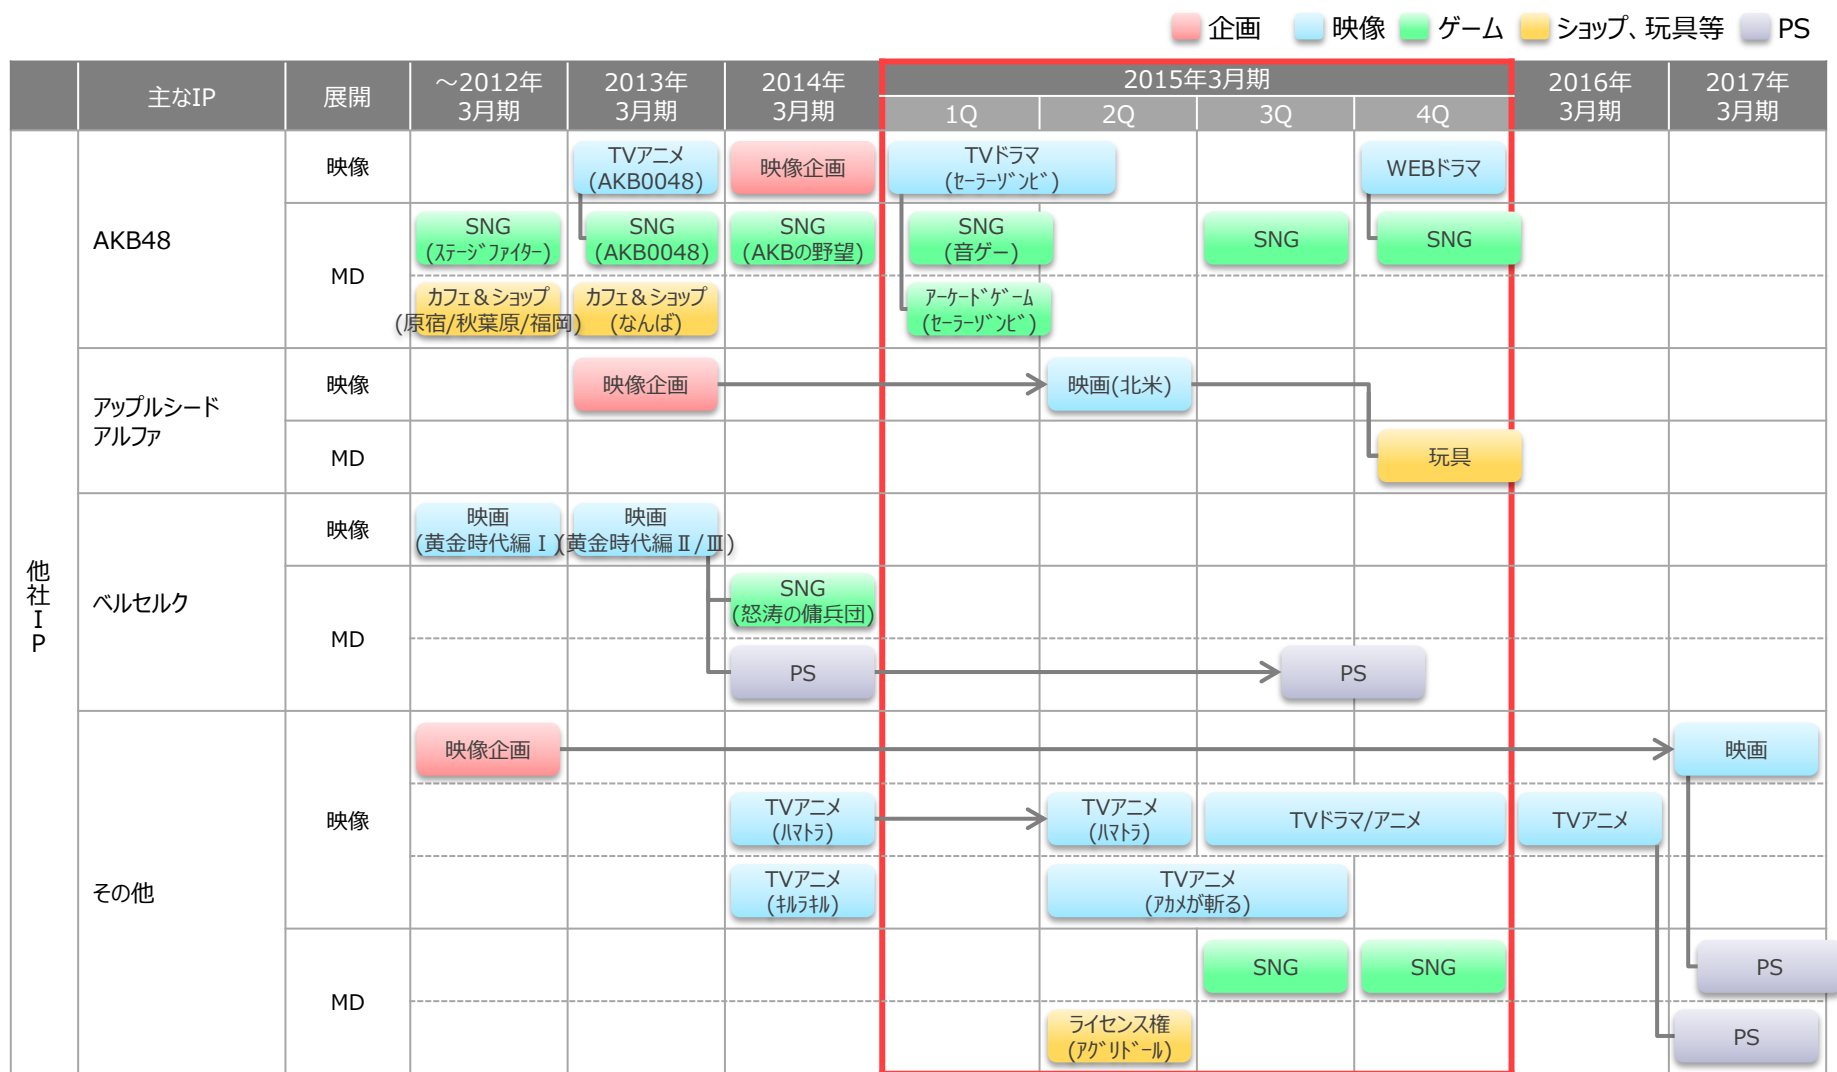 企画 映像 ゲーム ショップ、玩具等 PS
主なIP 展開 ～2012年 3月期 2013年 3月期 2014年 3月期 2015年3月期 2016年 3月期 2017年 3月期
1Q 2Q 3Q 4Q
他社IP
AKB48
映像
TVアニメ
(AKB0048)
映像企画
TVドラマ
(ｾｰﾗｰｿﾞﾝﾋﾞ)
WEBドラマ
MD
SNG
(ｽﾃｰｼﾞﾌｧｲﾀｰ)
SNG
(AKB0048)
SNG
(AKBの野望)
SNG
(音ゲー)
SNG
SNG
カフェ＆ショップ
(原宿/秋葉原/福岡)
カフェ＆ショップ
(なんば)
ｱｰｹｰﾄﾞｹﾞｰﾑ
(ｾｰﾗｰｿﾞﾝﾋﾞ)
アップルシード
アルファ
映像
映像企画
映画(北米)
MD
玩具
ベルセルク
映像
映画
(黄金時代編Ⅰ)
映画
(黄金時代編Ⅱ/Ⅲ)
MD
SNG
(怒涛の傭兵団)
PS
PS
その他
映像
映像企画
映画
TVアニメ
(ﾊﾏﾄﾗ)
TVアニメ
(ﾊﾏﾄﾗ)
TVドラマ/アニメ
TVアニメ
TVアニメ
(ｷﾙﾗｷﾙ)
TVアニメ
(ｱｶﾒが斬る)
MD
SNG
SNG
PS
ライセンス権
(ｱｸﾞﾘﾄﾞｰﾙ)
PS